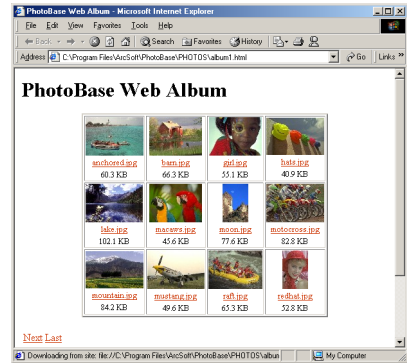 PhotoBase Web Album - Microsoft Internet Explorer
File Edit View Favorites Tools Help
Back Search Favorites History
Address C:\Program Files\ArcSoft\PhotoBase\PHOTOS\album1.html Go Links »
PhotoBase Web Album
anchored.jpg barn.jpg girl.jpg hats.jpg
60.3 KB 66.3 KB 55.1 KB 40.9 KB
lake.jpg macaws.jpg moon.jpg motocross.jpg
102.1 KB 45.6 KB 77.6 KB 82.8 KB
mountain.jpg mustang.jpg raft.jpg redhat.jpg
84.2 KB 49.6 KB 65.3 KB 52.8 KB
Next Last
Downloading from site: file://C:\Program Files\ArcSoft\PhotoBase\PHOTOS\albun My Computer